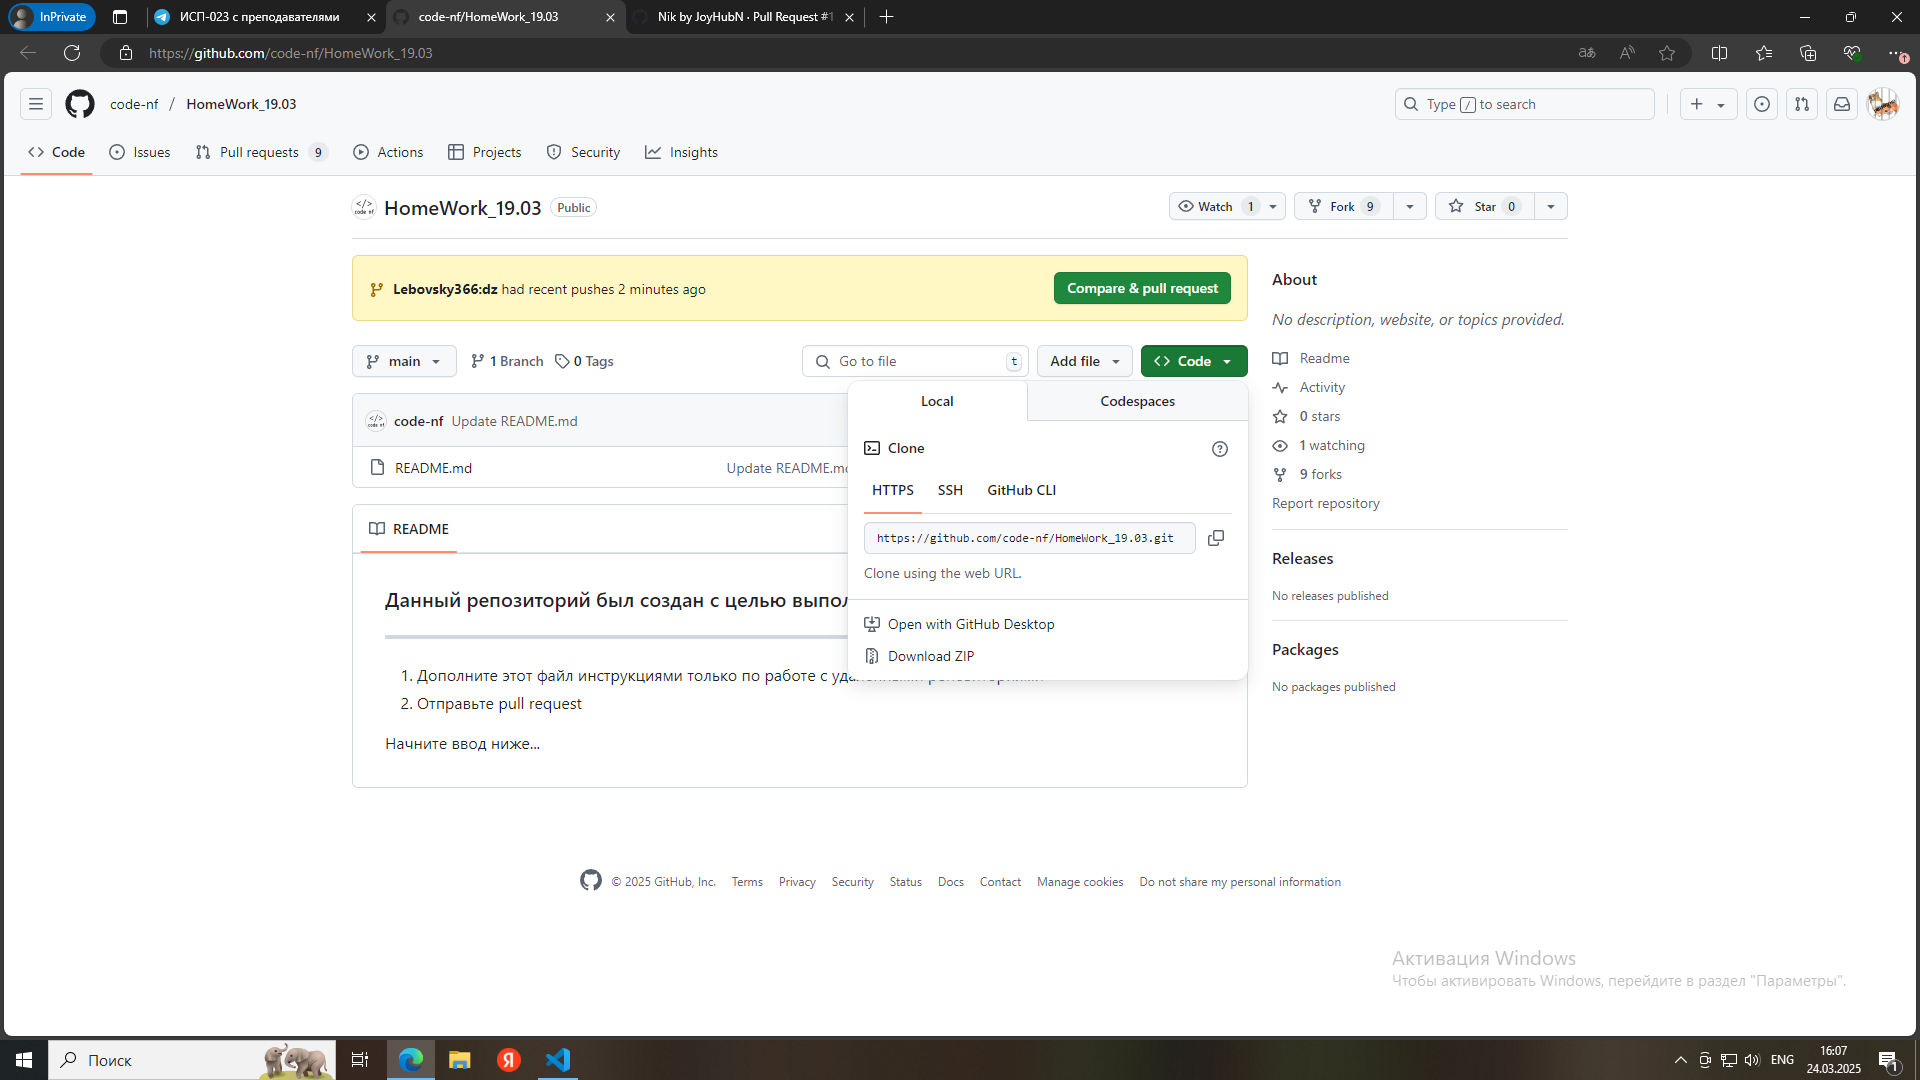 InPrivate
ИСП-023 с преподавателями
code-nf/HomeWork_19.03
Nik by JoyHubN · Pull Request #1
https://github.com/code-nf/HomeWork_19.03
code-nf / HomeWork_19.03
Type / to search
Code
Issues
Pull requests 9
Actions
Projects
Security
Insights
HomeWork_19.03 Public
Watch 1
Fork 9
Star 0
Lebovsky366:dz had recent pushes 2 minutes ago
Compare & pull request
main
1 Branch
0 Tags
Go to file t
Add file
Code
code-nf Update README.md
README.md
Update README.md
README
Данный репозиторий был создан с целью
1. Дополните этот файл инструкциями только по работе с
2. Отправьте pull request
Начните ввод ниже...
Local
Codespaces
Clone
HTTPS
SSH
GitHub CLI
https://github.com/code-nf/HomeWork_19.03.git
Clone using the web URL.
Open with GitHub Desktop
Download ZIP
About
No description, website, or topics provided.
Readme
Activity
0 stars
1 watching
9 forks
Report repository
Releases
No releases published
Packages
No packages published
© 2025 GitHub, Inc.
Terms
Privacy
Security
Status
Docs
Contact
Manage cookies
Do not share my personal information
Активация Windows
Чтобы активировать Windows, перейдите в раздел "Параметры".
Поиск
Я
ENG
16:07
24.03.2025
1